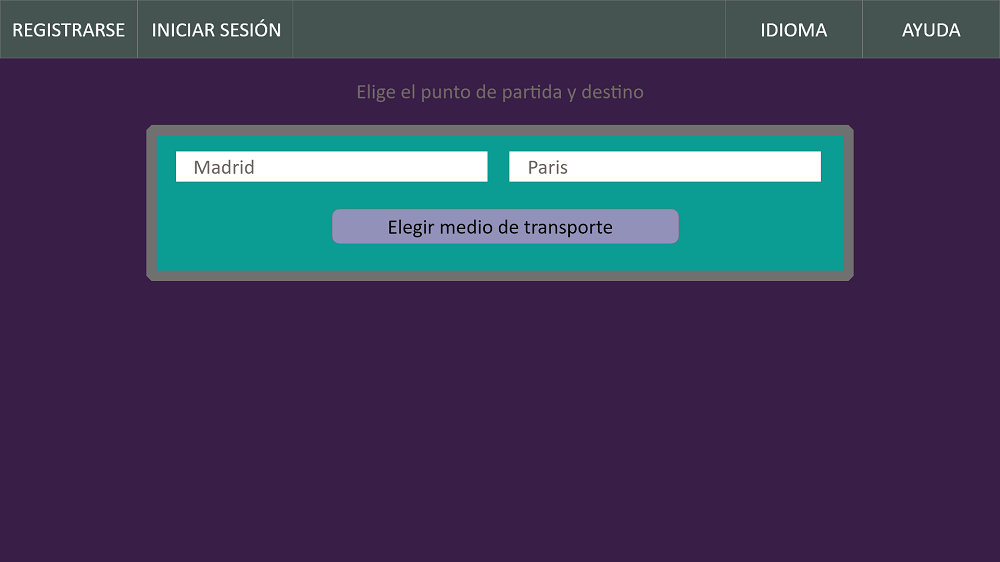 REGISTRARSE INICIAR SESIÓN IDIOMA AYUDA
Elige el punto de partida y destino
Madrid Paris
Elegir medio de transporte